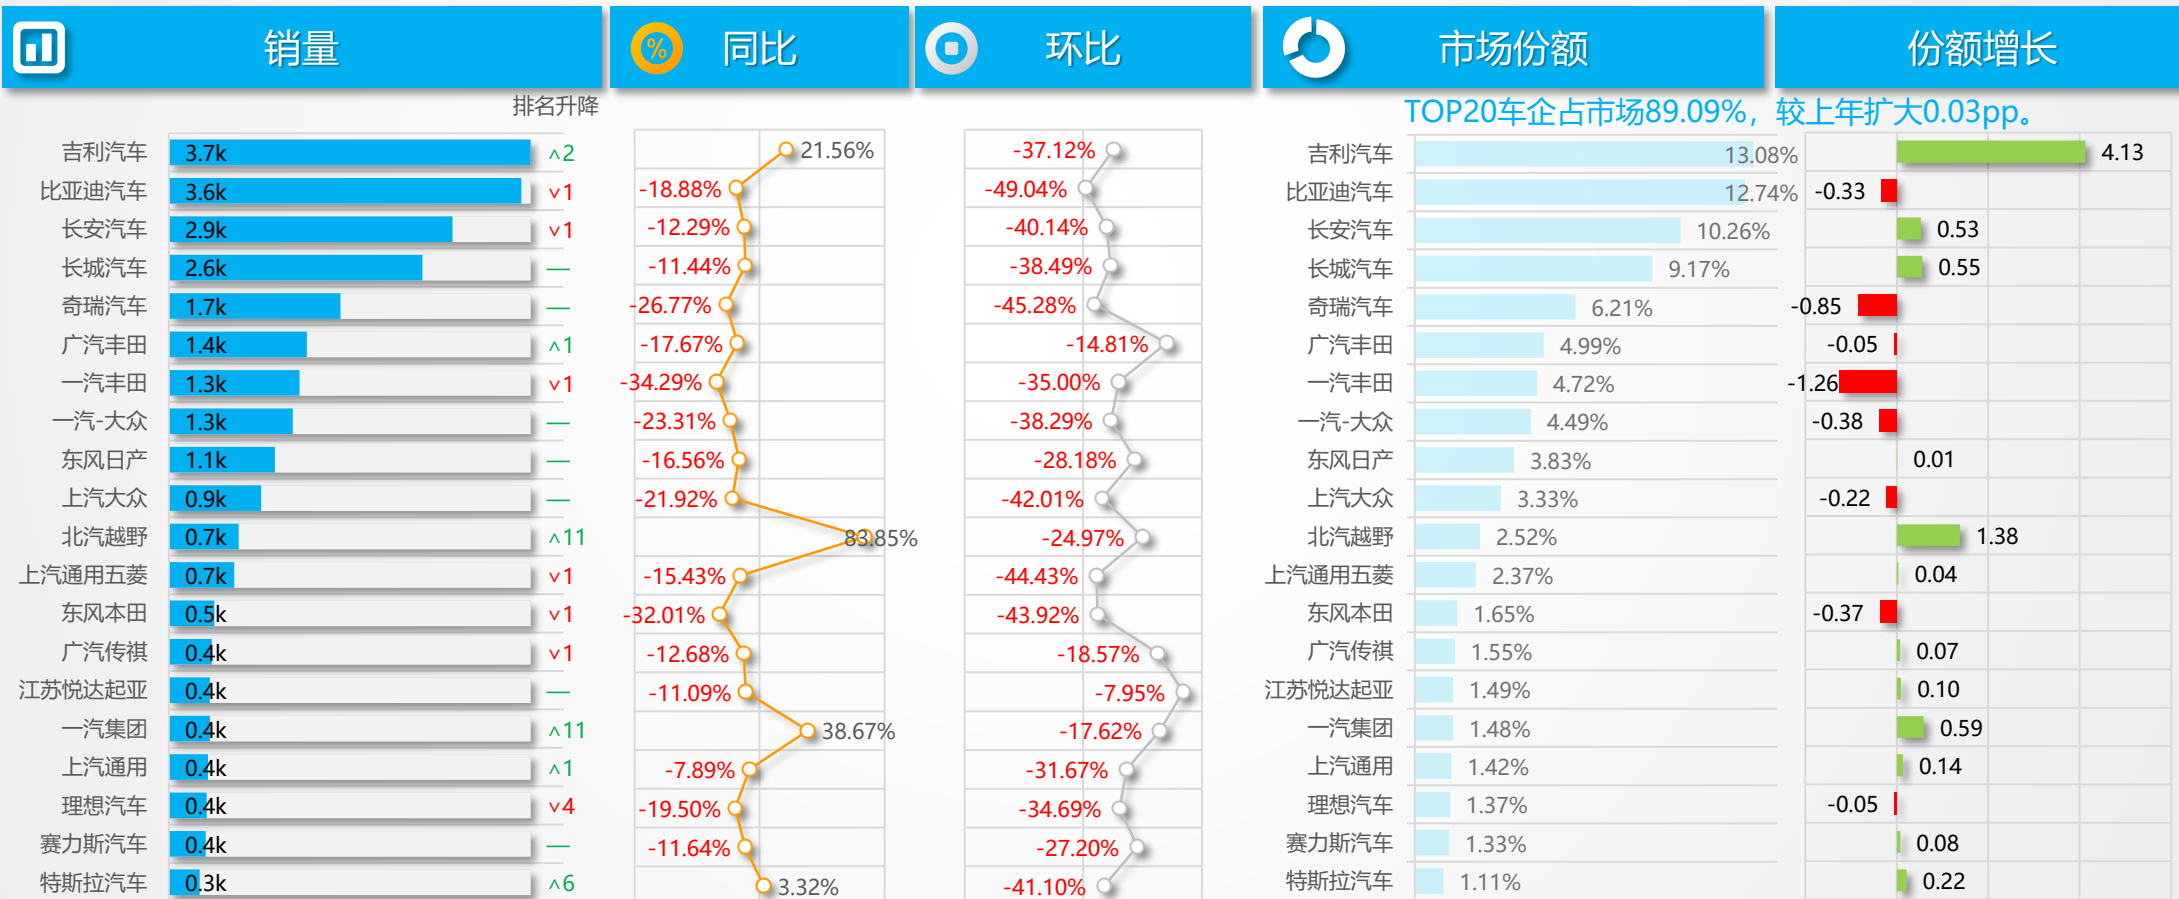 销量 % 同比 环比 市场份额 份额增长
排名升降 TOP20车企占市场89.09%，较上年扩大0.03pp。
吉利汽车 3.7k ^2 21.56% -37.12% 吉利汽车 13.08% 4.13
比亚迪汽车 3.6k v1 -18.88% -49.04% 比亚迪汽车 12.74% -0.33
长安汽车 2.9k v1 -12.29% -40.14% 长安汽车 10.26% 0.53
长城汽车 2.6k — -11.44% -38.49% 长城汽车 9.17% 0.55
奇瑞汽车 1.7k — -26.77% -45.28% 奇瑞汽车 6.21% -0.85
广汽丰田 1.4k ^1 -17.67% -14.81% 广汽丰田 4.99% -0.05
一汽丰田 1.3k v1 -34.29% -35.00% 一汽丰田 4.72% -1.26
一汽-大众 1.3k — -23.31% -38.29% 一汽-大众 4.49% -0.38
东风日产 1.1k — -16.56% -28.18% 东风日产 3.83% 0.01
上汽大众 0.9k — -21.92% -42.01% 上汽大众 3.33% -0.22
北汽越野 0.7k ^11 83.85% -24.97% 北汽越野 2.52% 1.38
上汽通用五菱 0.7k v1 -15.43% -44.43% 上汽通用五菱 2.37% 0.04
东风本田 0.5k v1 -32.01% -43.92% 东风本田 1.65% -0.37
广汽传祺 0.4k v1 -12.68% -18.57% 广汽传祺 1.55% 0.07
江苏悦达起亚 0.4k — -11.09% -7.95% 江苏悦达起亚 1.49% 0.10
一汽集团 0.4k ^11 38.67% -17.62% 一汽集团 1.48% 0.59
上汽通用 0.4k ^1 -7.89% -31.67% 上汽通用 1.42% 0.14
理想汽车 0.4k v4 -19.50% -34.69% 理想汽车 1.37% -0.05
赛力斯汽车 0.4k — -11.64% -27.20% 赛力斯汽车 1.33% 0.08
特斯拉汽车 0.3k ^6 3.32% -41.10% 特斯拉汽车 1.11% 0.22